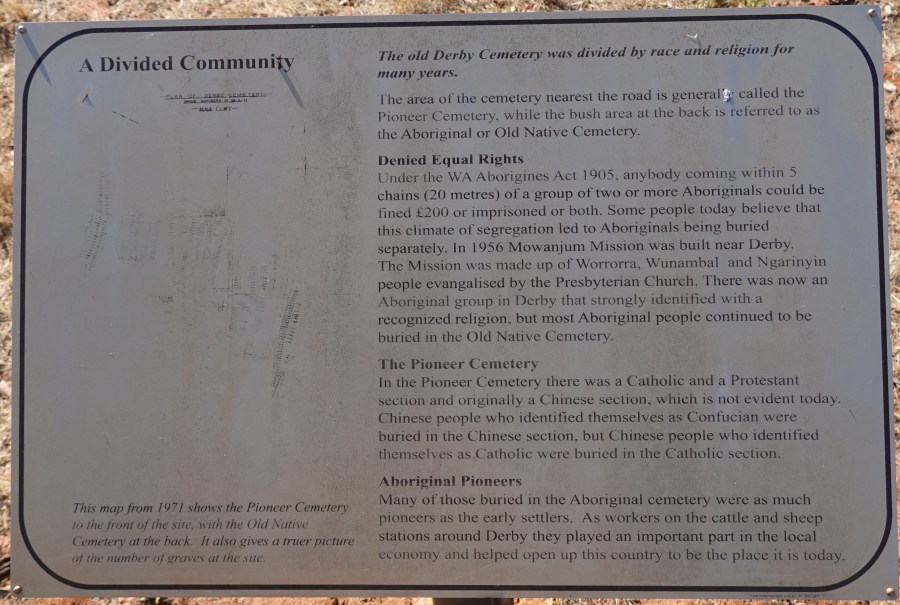 A Divided Community
PLAN OF DERBY CEMETERY
The old Derby Cemetery was divided by race and religion for
many years.
The area of the cemetery nearest the road is generally called the
Pioneer Cemetery, while the bush area at the back is referred to as
the Aboriginal or Old Native Cemetery.
Denied Equal Rights
Under the WA Aborigines Act 1905, anybody coming within 5
chains (20 metres) of a group of two or more Aboriginals could be
fined £200 or imprisoned or both. Some people today believe that
this climate of segregation led to Aboriginals being buried
separately. In 1956 Mowanjum Mission was built near Derby.
The Mission was made up of Worrorra, Wunambal and Ngarinyin
people evangalised by the Presbyterian Church. There was now an
Aboriginal group in Derby that strongly identified with a
recognized religion, but most Aboriginal people continued to be
buried in the Old Native Cemetery.
The Pioneer Cemetery
In the Pioneer Cemetery there was a Catholic and a Protestant
section and originally a Chinese section, which is not evident today.
Chinese people who identified themselves as Confucian were
buried in the Chinese section, but Chinese people who identified
themselves as Catholic were buried in the Catholic section.
Aboriginal Pioneers
Many of those buried in the Aboriginal cemetery were as much
pioneers as the early settlers. As workers on the cattle and sheep
stations around Derby they played an important part in the local
economy and helped open up this country to be the place it is today.
This map from 1971 shows the Pioneer Cemetery
to the front of the site, with the Old Native
Cemetery at the back. It also gives a truer picture
of the number of graves at the site.